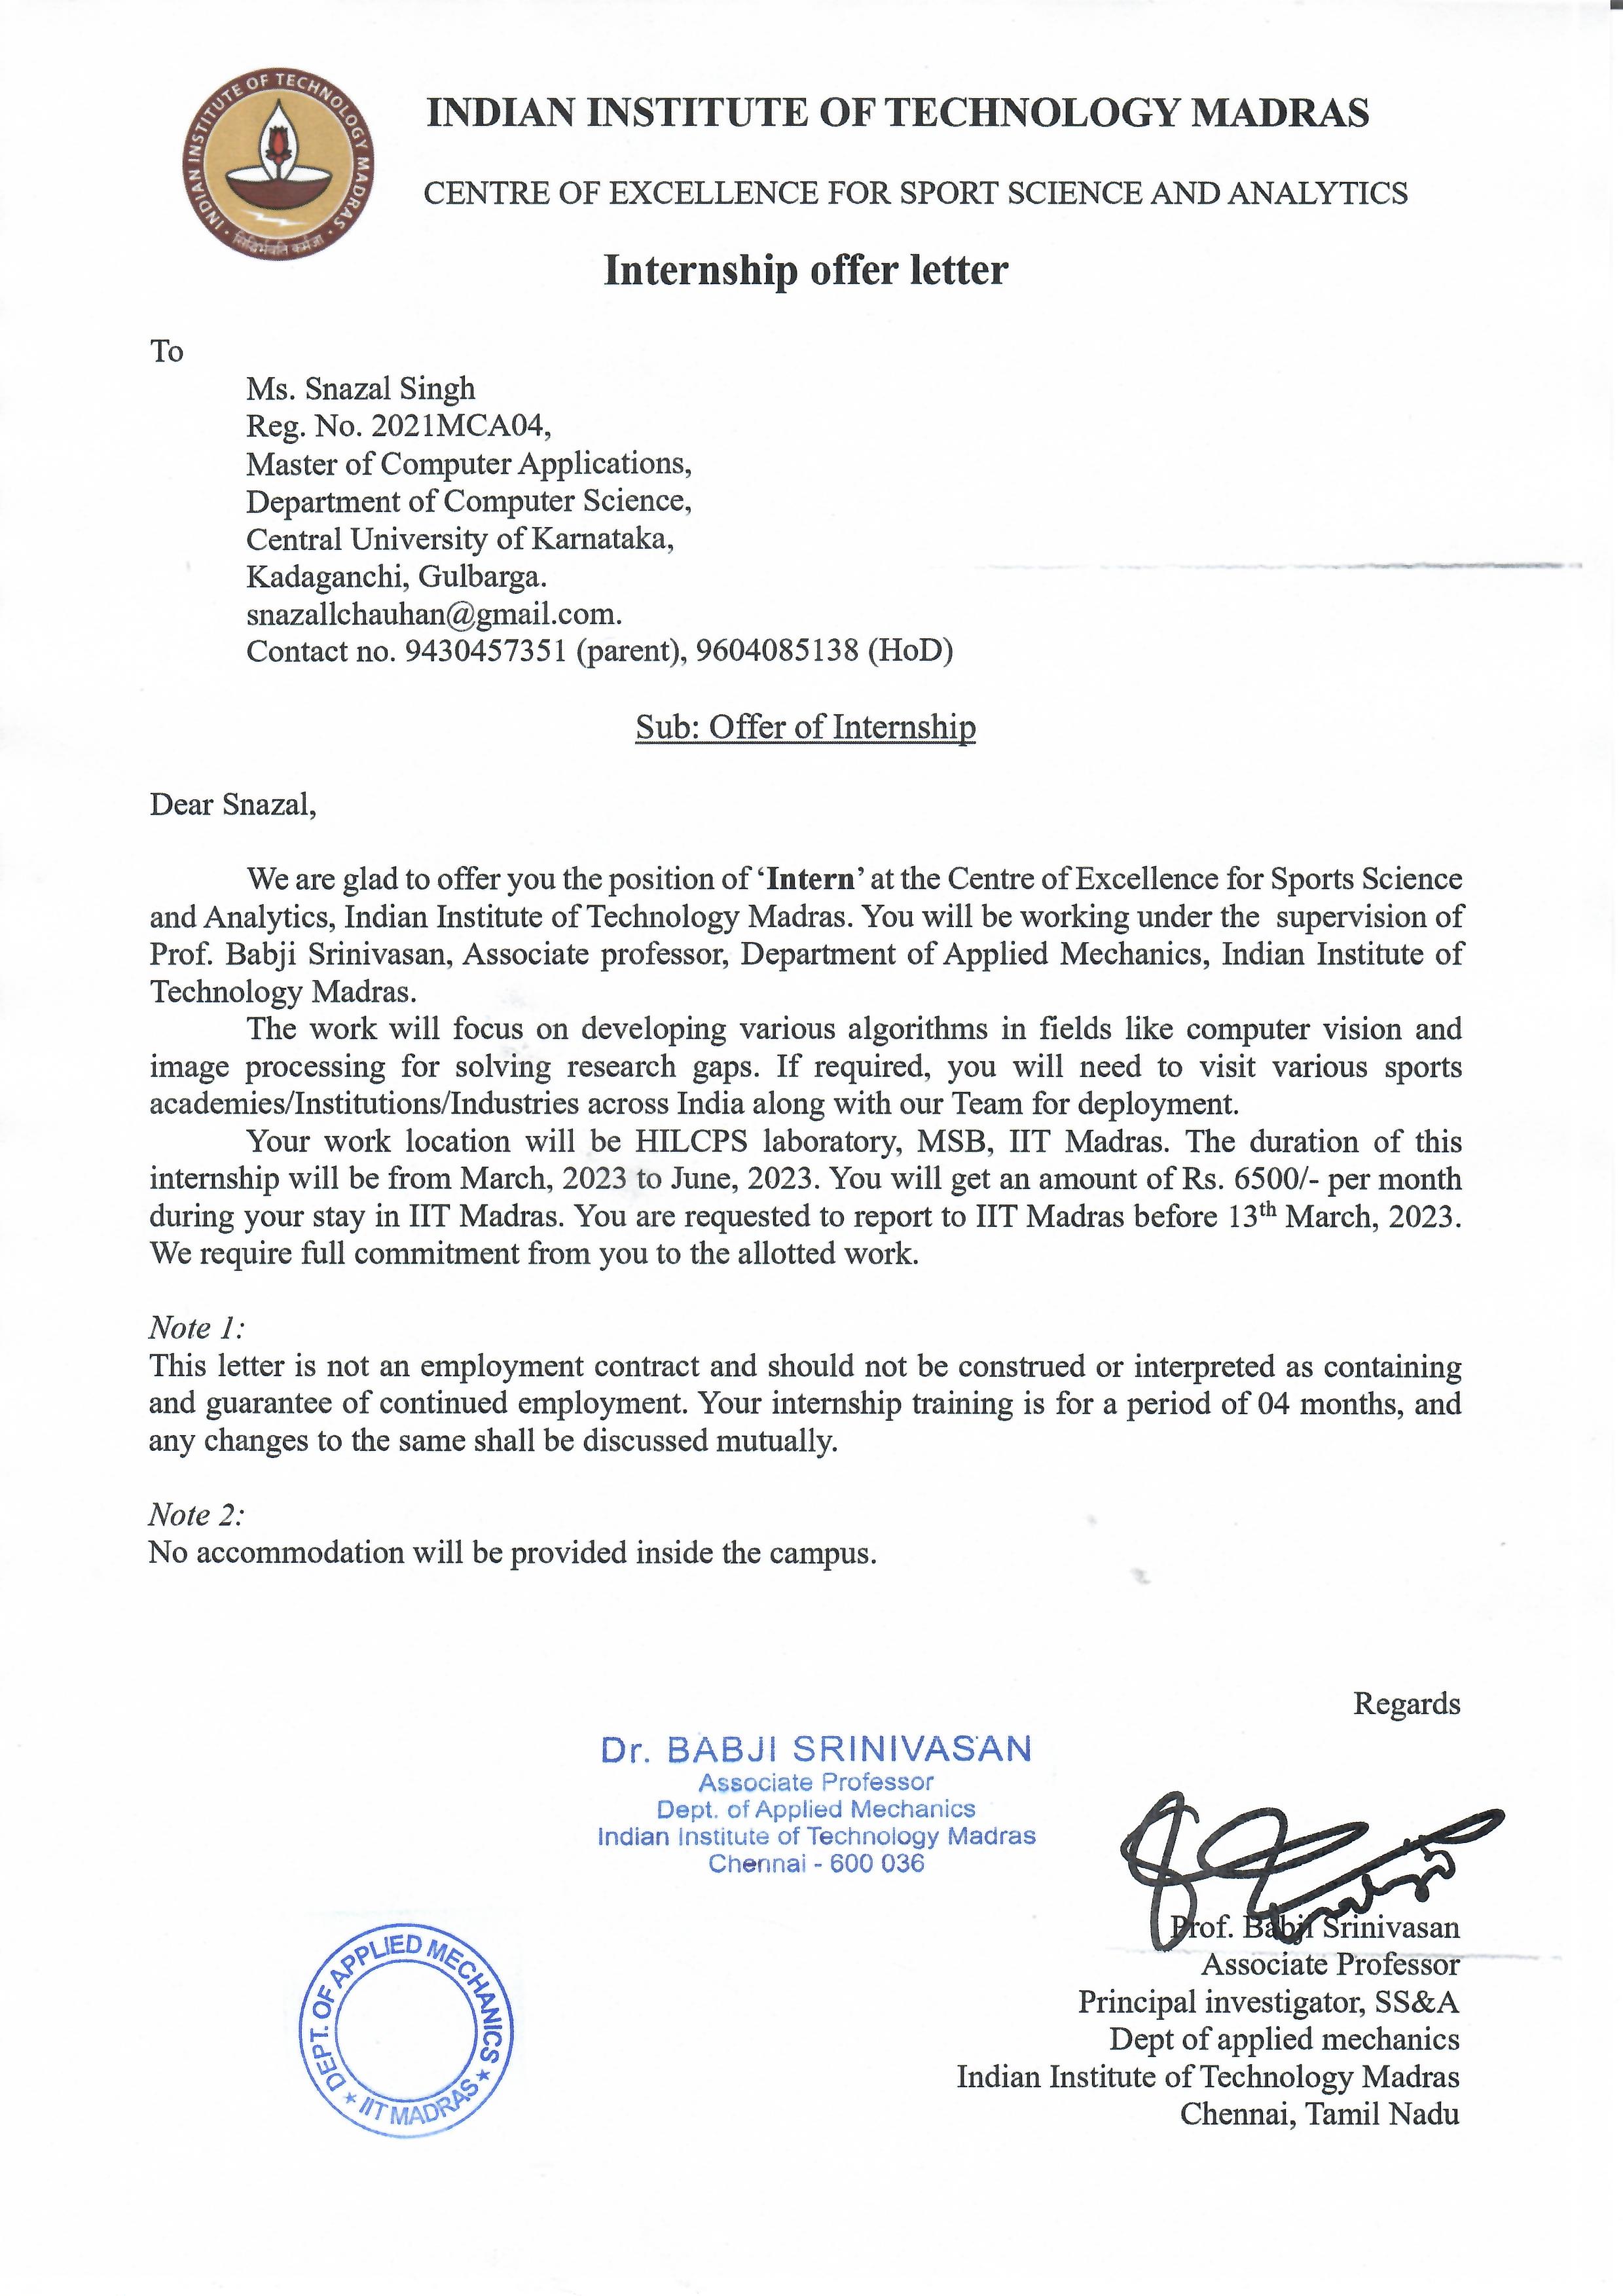 INDIAN INSTITUTE OF TECHNOLOGY MADRAS
INDIAN INSTITUTE OF TECHNOLOGY MADRAS
सिद्धिर्भवति कर्मजा
CENTRE OF EXCELLENCE FOR SPORT SCIENCE AND ANALYTICS
Internship offer letter
To
Ms. Snazal Singh
Reg. No. 2021MCA04,
Master of Computer Applications,
Department of Computer Science,
Central University of Karnataka,
Kadaganchi, Gulbarga.
snazallchauhan@gmail.com.
Contact no. 9430457351 (parent), 9604085138 (HoD)
Sub: Offer of Internship
Dear Snazal,
We are glad to offer you the position of ‘Intern’ at the Centre of Excellence for Sports Science
and Analytics, Indian Institute of Technology Madras. You will be working under the supervision of
Prof. Babji Srinivasan, Associate professor, Department of Applied Mechanics, Indian Institute of
Technology Madras.
The work will focus on developing various algorithms in fields like computer vision and
image processing for solving research gaps. If required, you will need to visit various sports
academies/Institutions/Industries across India along with our Team for deployment.
Your work location will be HILCPS laboratory, MSB, IIT Madras. The duration of this
internship will be from March, 2023 to June, 2023. You will get an amount of Rs. 6500/- per month
during your stay in IIT Madras. You are requested to report to IIT Madras before 13th March, 2023.
We require full commitment from you to the allotted work.
Note 1:
This letter is not an employment contract and should not be construed or interpreted as containing
and guarantee of continued employment. Your internship training is for a period of 04 months, and
any changes to the same shall be discussed mutually.
Note 2:
No accommodation will be provided inside the campus.
Regards
Dr. BABJI SRINIVASAN
Associate Professor
Dept. of Applied Mechanics
Indian Institute of Technology Madras
Chennai - 600 036
Prof. Babji Srinivasan
Associate Professor
Principal investigator, SS&A
Dept of applied mechanics
Indian Institute of Technology Madras
Chennai, Tamil Nadu
DEPT. OF APPLIED MECHANICS
★ IIT MADRAS ★